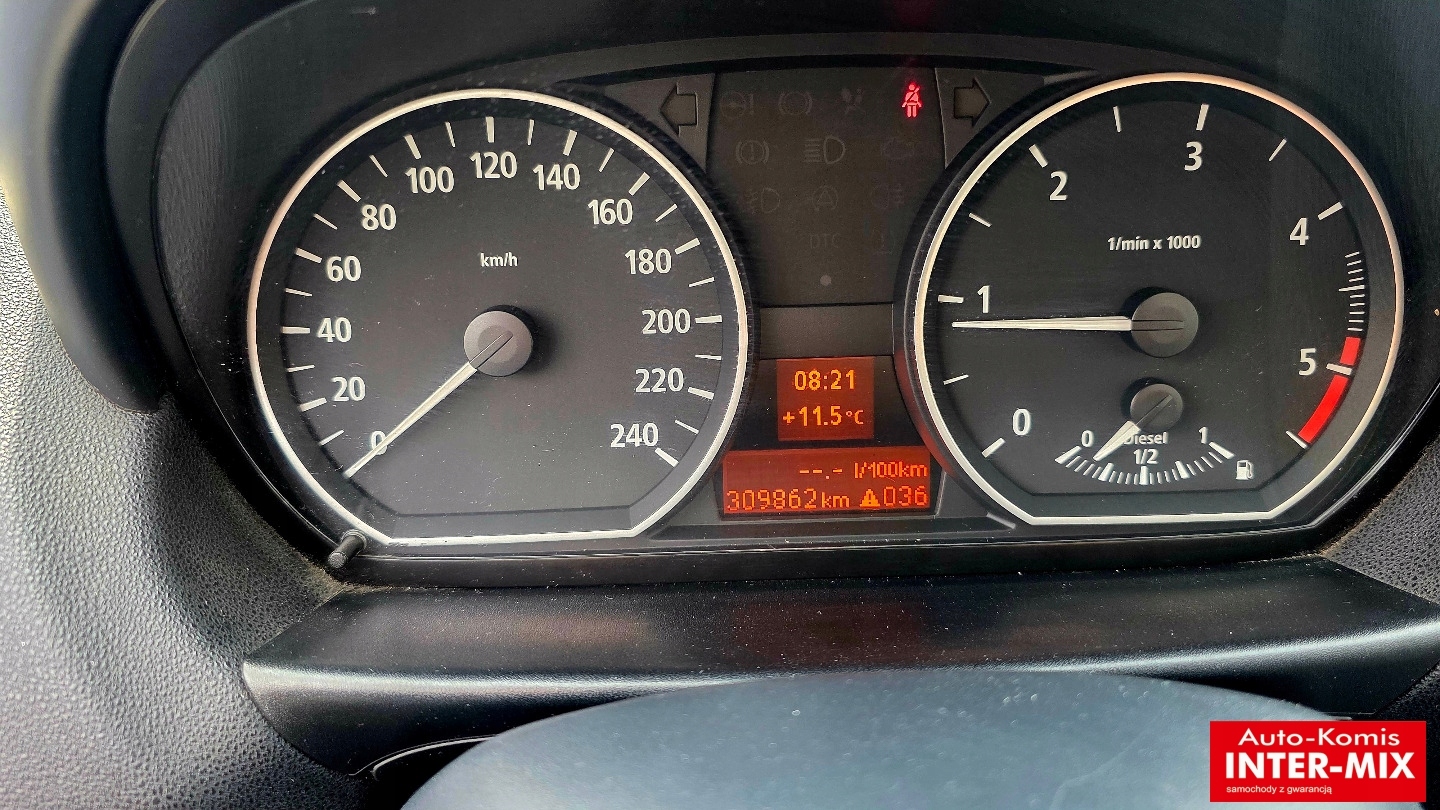 0
20
40
60
80
100
120
140
160
180
200
220
240
km/h
DTC
08:21
+11.5°C
--.- l/100km
309862km 036
0
1
2
3
4
5
1/min x 1000
0
Diesel
1/2
1
Auto-Komis
INTER-MIX
samochody z gwarancją